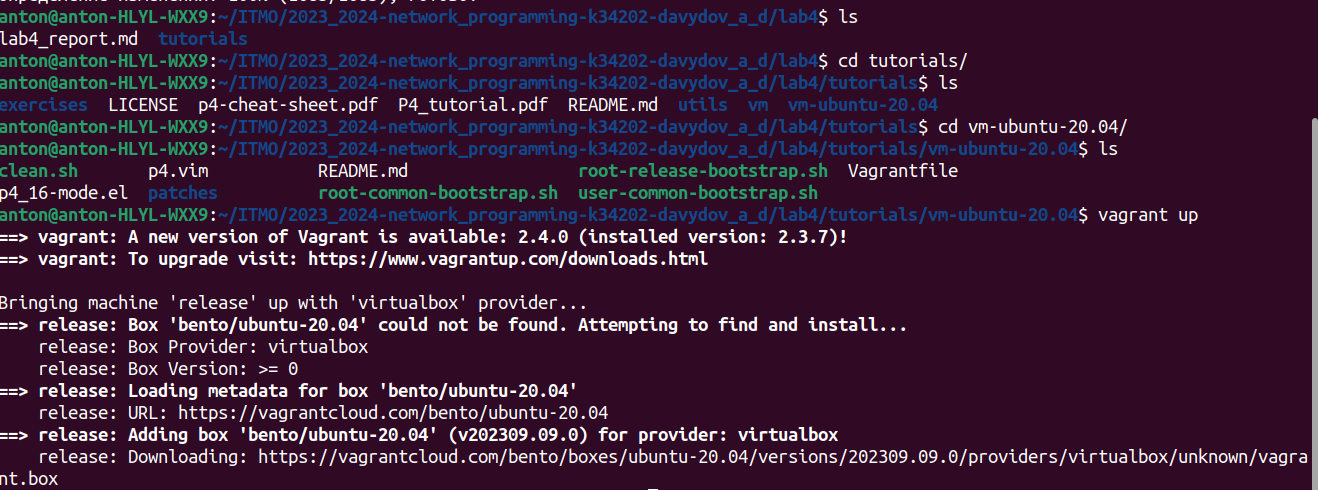 anton@anton-HLYL-WXX9:~/ITMO/2023_2024-network_programming-k34202-davydov_a_d/lab4$ ls
lab4_report.md  tutorials
anton@anton-HLYL-WXX9:~/ITMO/2023_2024-network_programming-k34202-davydov_a_d/lab4$ cd tutorials/
anton@anton-HLYL-WXX9:~/ITMO/2023_2024-network_programming-k34202-davydov_a_d/lab4/tutorials$ ls
exercises  LICENSE  p4-cheat-sheet.pdf  P4_tutorial.pdf  README.md  utils  vm  vm-ubuntu-20.04
anton@anton-HLYL-WXX9:~/ITMO/2023_2024-network_programming-k34202-davydov_a_d/lab4/tutorials$ cd vm-ubuntu-20.04/
anton@anton-HLYL-WXX9:~/ITMO/2023_2024-network_programming-k34202-davydov_a_d/lab4/tutorials/vm-ubuntu-20.04$ ls
clean.sh       p4.vim           README.md                 root-release-bootstrap.sh  Vagrantfile
p4_16-mode.el  patches          root-common-bootstrap.sh  user-common-bootstrap.sh
anton@anton-HLYL-WXX9:~/ITMO/2023_2024-network_programming-k34202-davydov_a_d/lab4/tutorials/vm-ubuntu-20.04$ vagrant up
==> vagrant: A new version of Vagrant is available: 2.4.0 (installed version: 2.3.7)!
==> vagrant: To upgrade visit: https://www.vagrantup.com/downloads.html
Bringing machine 'release' up with 'virtualbox' provider...
==> release: Box 'bento/ubuntu-20.04' could not be found. Attempting to find and install...
    release: Box Provider: virtualbox
    release: Box Version: >= 0
==> release: Loading metadata for box 'bento/ubuntu-20.04'
    release: URL: https://vagrantcloud.com/bento/ubuntu-20.04
==> release: Adding box 'bento/ubuntu-20.04' (v202309.09.0) for provider: virtualbox
    release: Downloading: https://vagrantcloud.com/bento/boxes/ubuntu-20.04/versions/202309.09.0/providers/virtualbox/unknown/vagra
nt.box